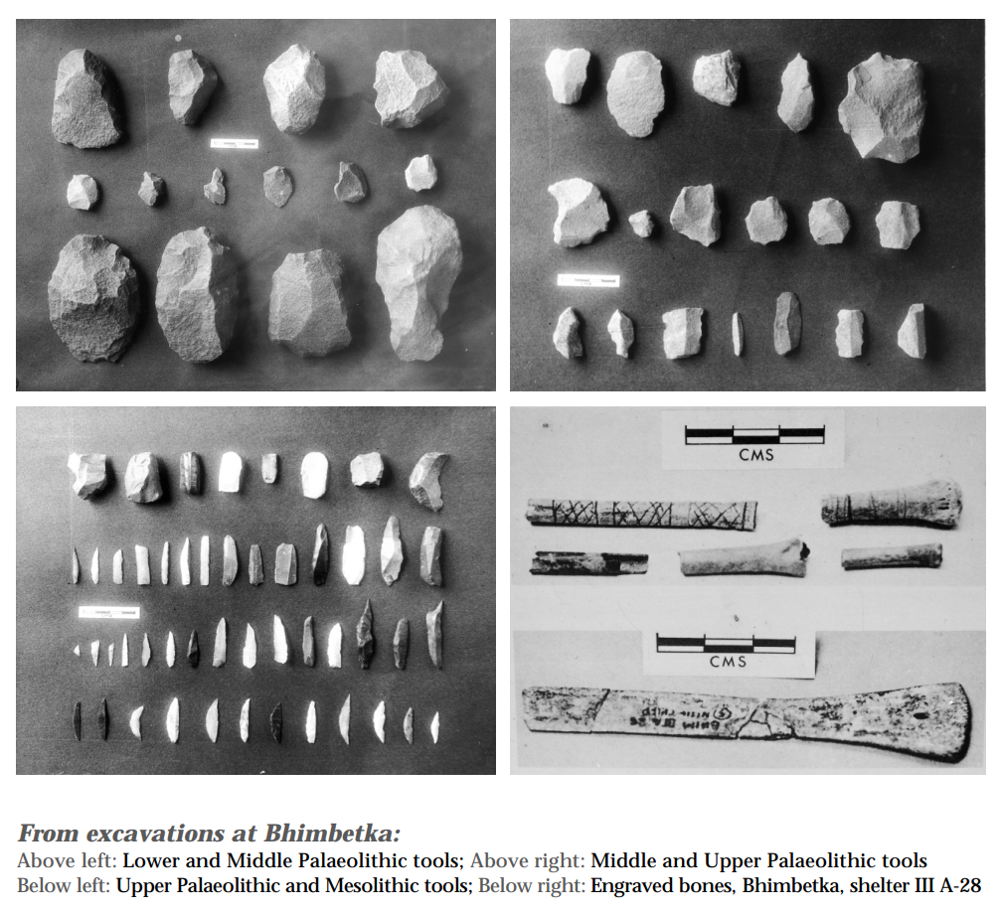 CMS
CMS
From excavations at Bhimbetka:
Above left: Lower and Middle Palaeolithic tools; Above right: Middle and Upper Palaeolithic tools
Below left: Upper Palaeolithic and Mesolithic tools; Below right: Engraved bones, Bhimbetka, shelter III A-28